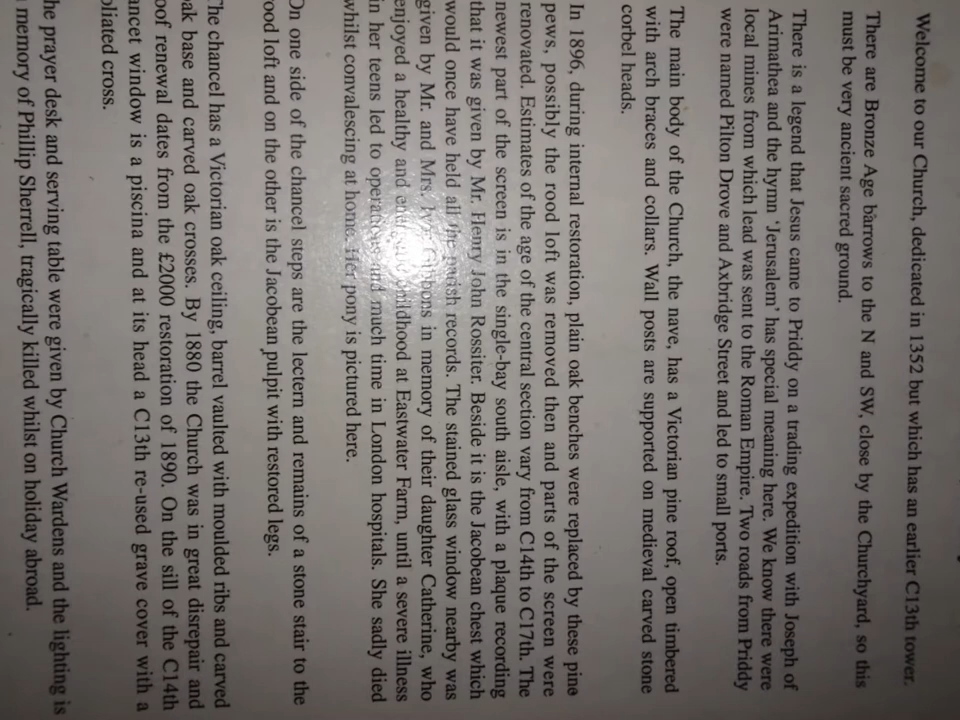 Welcome to our Church, dedicated in 1352 but which has an earlier C13th tower.
There are Bronze Age barrows to the N and SW, close by the Churchyard, so this
must be very ancient sacred ground.
There is a legend that Jesus came to Priddy on a trading expedition with Joseph of
Arimathea and the hymn 'Jerusalem' has special meaning here. We know there were
local mines from which lead was sent to the Roman Empire. Two roads from Priddy
were named Pilton Drove and Axbridge Street and led to small ports.
The main body of the Church, the nave, has a Victorian pine roof, open timbered
with arch braces and collars. Wall posts are supported on medieval carved stone
corbel heads.
In 1896, during internal restoration, plain oak benches were replaced by these pine
pews, possibly the rood loft was removed then and parts of the screen were
renovated. Estimates of the age of the central section vary from C14th to C17th. The
newest part of the screen is in the single-bay south aisle, with a plaque recording
that it was given by Mr. Henry John Rossiter. Beside it is the Jacobean chest which
would once have held all the parish records. The stained glass window nearby was
given by Mr. and Mrs. in memory of their daughter Catherine, who
enjoyed a healthy and childhood at Eastwater Farm, until a severe illness
in her teens led to operations and much time in London hospitals. She sadly died
whilst convalescing at home. Her pony is pictured here.
On one side of the chancel steps are the lectern and remains of a stone stair to the
rood loft and on the other is the Jacobean pulpit with restored legs.
The chancel has a Victorian oak ceiling, barrel vaulted with moulded ribs and carved
oak base and carved oak crosses. By 1880 the Church was in great disrepair and
roof renewal dates from the £2000 restoration of 1890. On the sill of the C14th
lancet window is a piscina and at its head a C13th re-used grave cover with a
foliated cross.
The prayer desk and serving table were given by Church Wardens and the lighting is
memory of Phillip Sherrell, tragically killed whilst on holiday abroad.